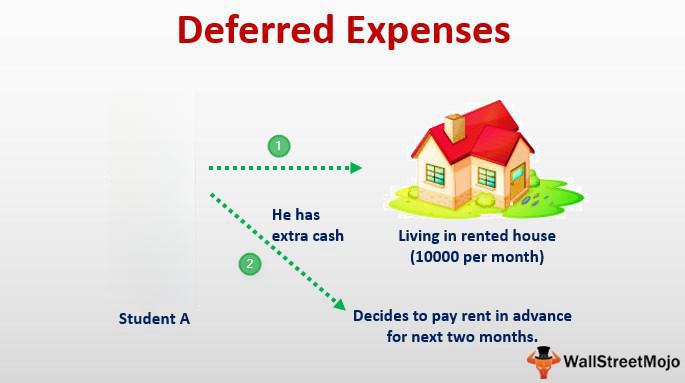 Deferred Expenses
1
He has
extra cash
Living in rented house
(10000 per month)
2
Student A
Decides to pay rent in advance
for next two months.
WallStreetMojo